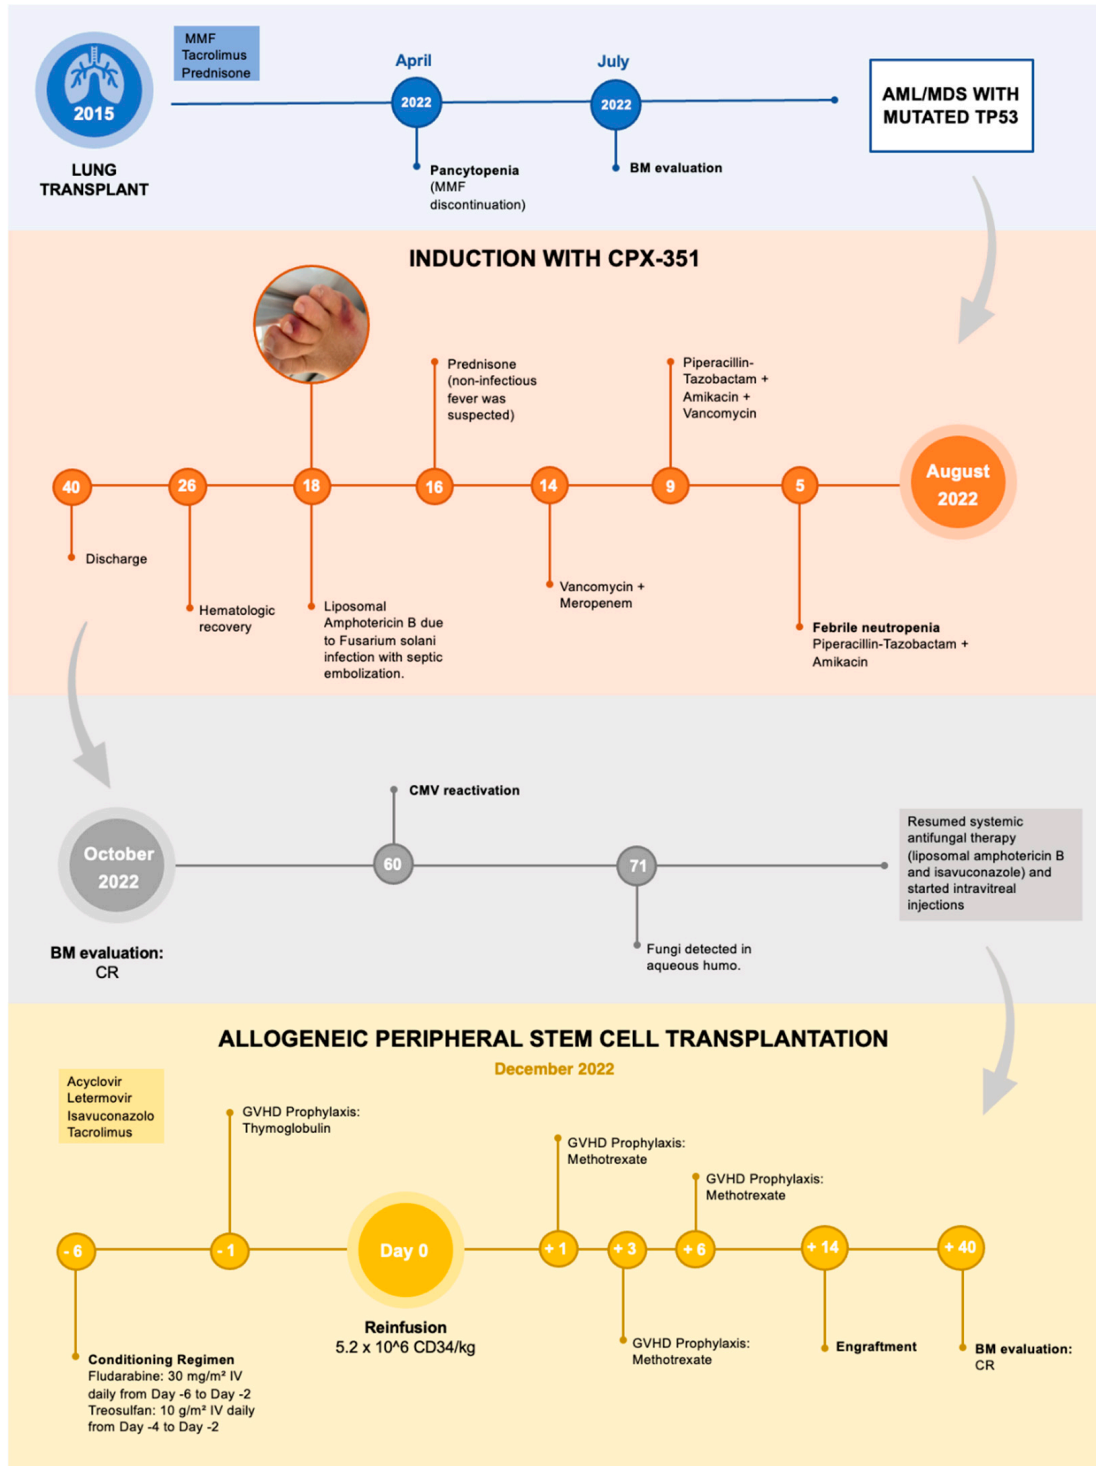 2015
LUNG
TRANSPLANT
MMF
Tacrolimus
Prednisone
April
2022
Pancytopenia
(MMF
discontinuation)
July
2022
BM evaluation
AML/MDS WITH
MUTATED TP53
INDUCTION WITH CPX-351
August
2022
5
Febrile neutropenia
Piperacillin-Tazobactam +
Amikacin
9
Piperacillin-
Tazobactam +
Amikacin +
Vancomycin
14
Vancomycin +
Meropenem
16
Prednisone
(non-infectious
fever was
suspected)
18
Liposomal
Amphotericin B due
to Fusarium solani
infection with septic
embolization.
26
Hematologic
recovery
40
Discharge
October
2022
BM evaluation:
CR
60
CMV reactivation
71
Fungi detected in
aqueous humo.
Resumed systemic
antifungal therapy
(liposomal amphotericin B
and isavuconazole) and
started intravitreal
injections
ALLOGENEIC PERIPHERAL STEM CELL TRANSPLANTATION
December 2022
Acyclovir
Letermovir
Isavuconazolo
Tacrolimus
- 6
Conditioning Regimen
Fludarabine: 30 mg/m² IV
daily from Day -6 to Day -2
Treosulfan: 10 g/m² IV daily
from Day -4 to Day -2
- 1
GVHD Prophylaxis:
Thymoglobulin
Day 0
Reinfusion
5.2 x 10^6 CD34/kg
+ 1
GVHD Prophylaxis:
Methotrexate
+ 3
GVHD Prophylaxis:
Methotrexate
+ 6
GVHD Prophylaxis:
Methotrexate
+ 14
Engraftment
+ 40
BM evaluation:
CR